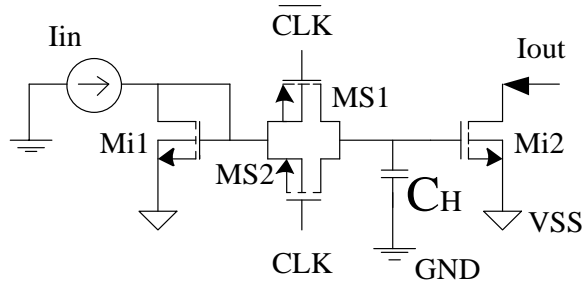 CLK
Iin
Iout
MS1
Mi1
Mi2
MS2
CH
VSS
CLK
GND